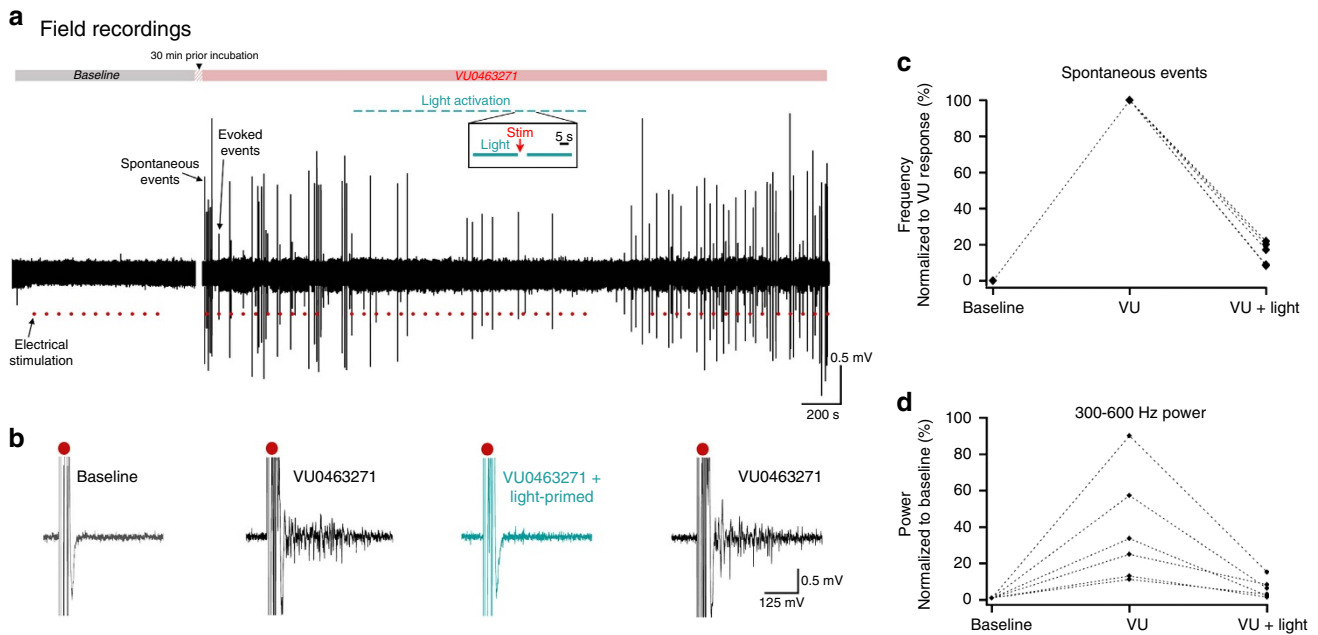 a
Field recordings
30 min prior incubation
Baseline
VU0463271
Light activation
Stim
5 s
Light
Evoked
events
Spontaneous
events
Electrical
stimulation
0.5 mV
200 s
b
Baseline
VU0463271
VU0463271 +
light-primed
VU0463271
0.5 mV
125 mV
c
Spontaneous events
Frequency
Normalized to VU response (%)
100
80
60
40
20
0
Baseline
VU
VU + light
d
300-600 Hz power
Power
Normalized to baseline (%)
100
80
60
40
20
0
Baseline
VU
VU + light